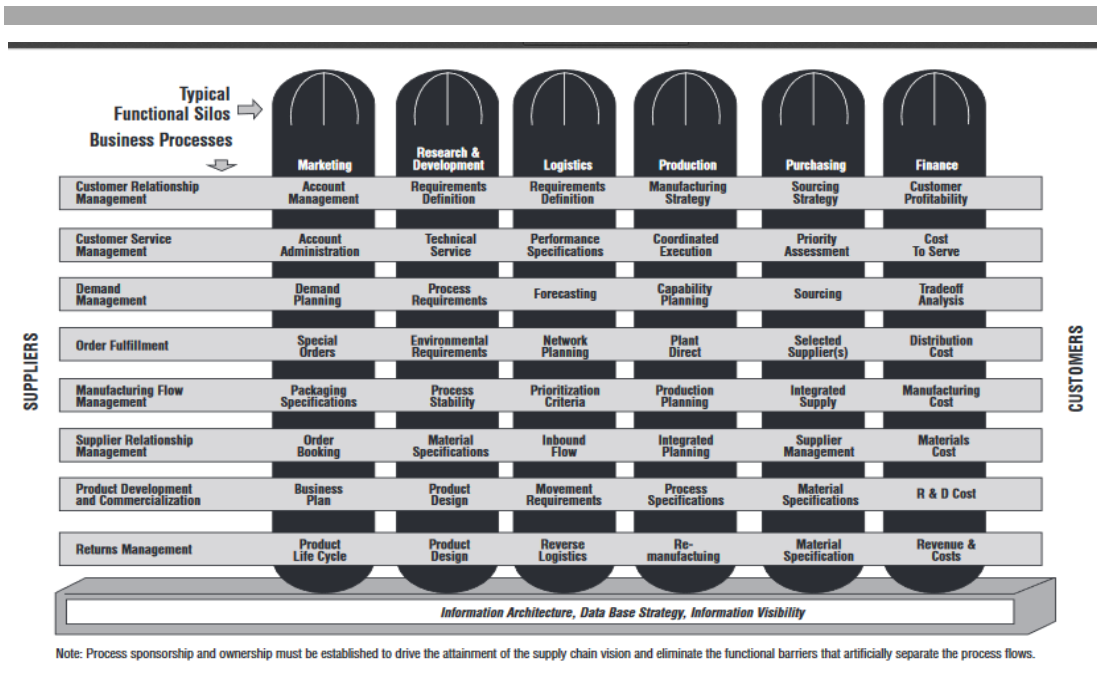 Typical
Functional Silos
Business Processes
Marketing
Research &
Development
Logistics
Production
Purchasing
Finance
Customer Relationship
Management
Account
Management
Requirements
Definition
Requirements
Definition
Manufacturing
Strategy
Sourcing
Strategy
Customer
Profitability
Customer Service
Management
Account
Administration
Technical
Service
Performance
Specifications
Coordinated
Execution
Priority
Assessment
Cost
To Serve
Demand
Management
Demand
Planning
Process
Requirements
Forecasting
Capability
Planning
Sourcing
Tradeoff
Analysis
Order Fulfillment
Special
Orders
Environmental
Requirements
Network
Planning
Plant
Direct
Selected
Supplier(s)
Distribution
Cost
Manufacturing Flow
Management
Packaging
Specifications
Process
Stability
Prioritization
Criteria
Production
Planning
Integrated
Supply
Manufacturing
Cost
Supplier Relationship
Management
Order
Booking
Material
Specifications
Inbound
Flow
Integrated
Planning
Supplier
Management
Materials
Cost
Product Development
and Commercialization
Business
Plan
Product
Design
Movement
Requirements
Process
Specifications
Material
Specifications
R & D Cost
Returns Management
Product
Life Cycle
Product
Design
Reverse
Logistics
Re-
manufactuing
Material
Specification
Revenue &
Costs
SUPPLIERS
CUSTOMERS
Information Architecture, Data Base Strategy, Information Visibility
Note: Process sponsorship and ownership must be established to drive the attainment of the supply chain vision and eliminate the functional barriers that artificially separate the process flows.